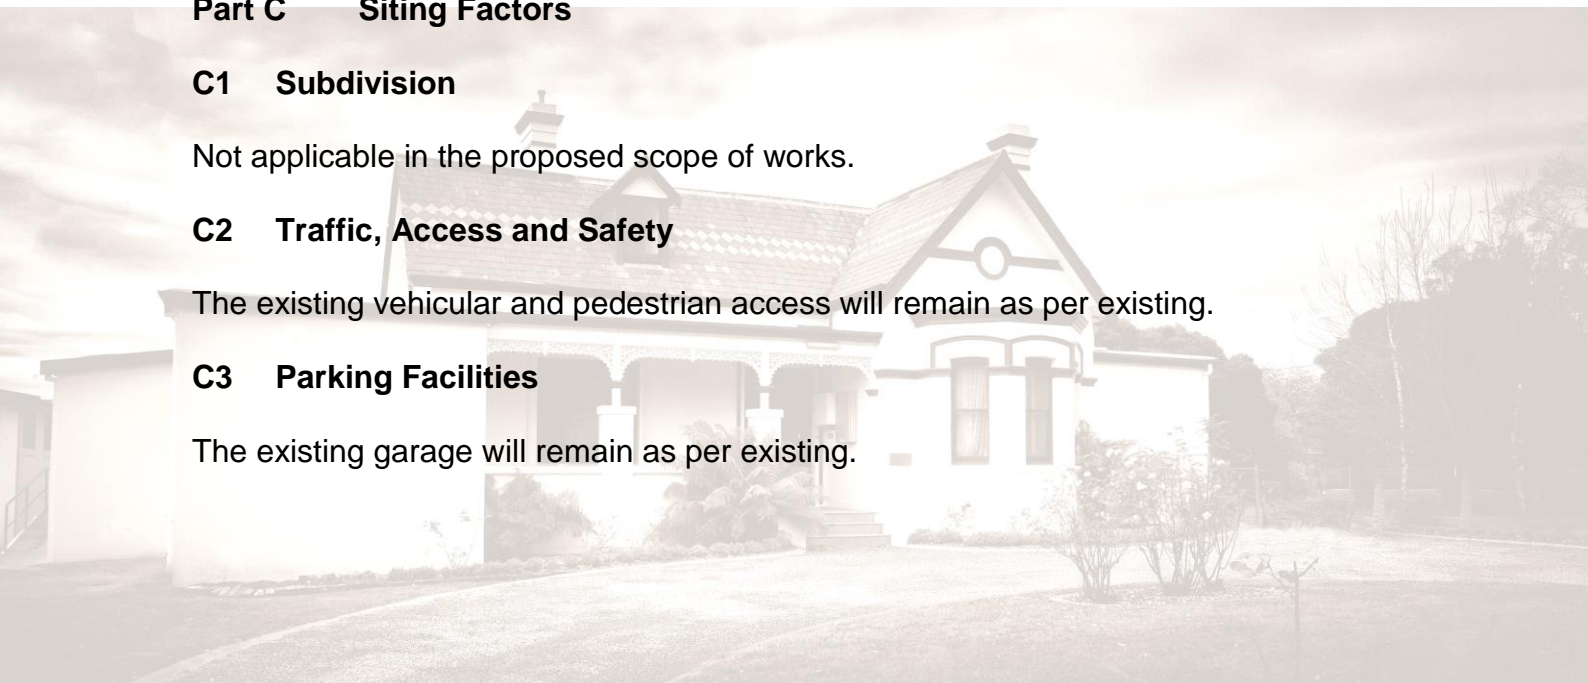 Part C Siting Factors
C1 Subdivision
Not applicable in the proposed scope of works.
C2 Traffic, Access and Safety
The existing vehicular and pedestrian access will remain as per existing.
C3 Parking Facilities
The existing garage will remain as per existing.